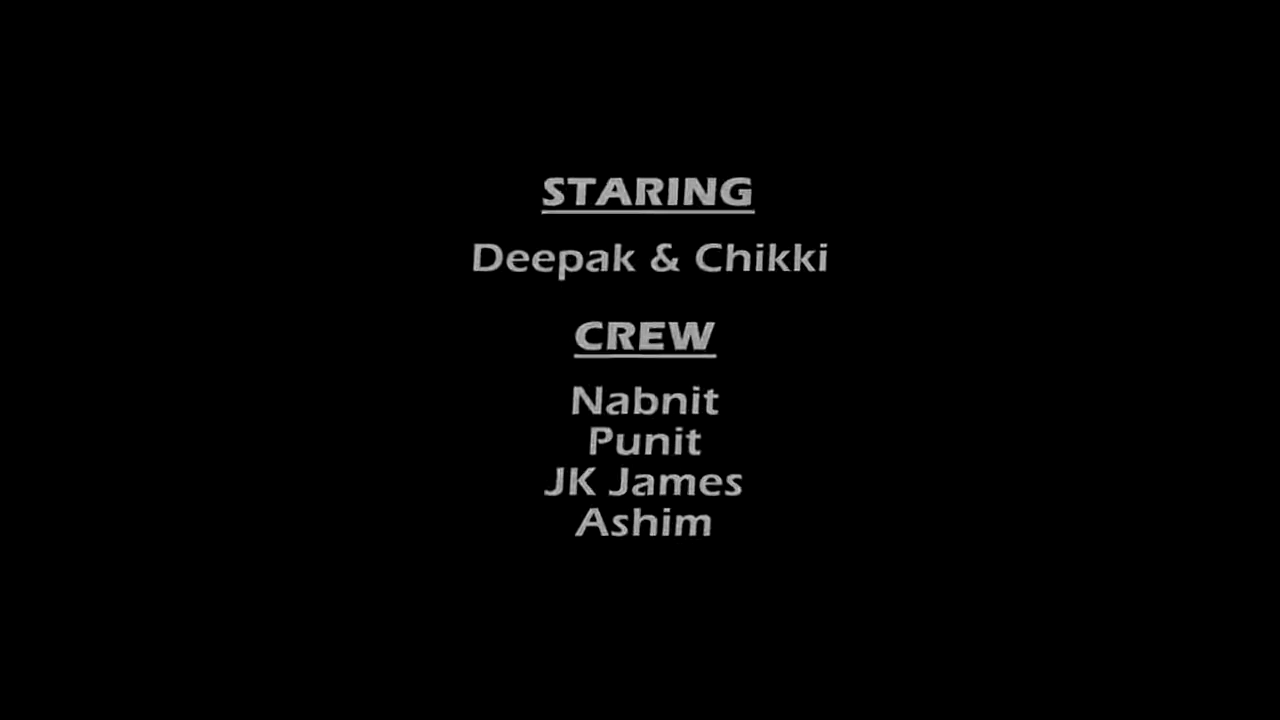 STARING
Deepak & Chikki
CREW
Nabnit
Punit
JK James
Ashim